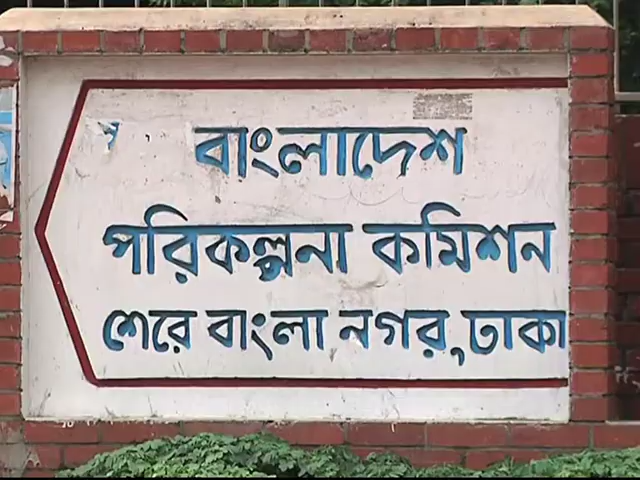 বাংলাদেশ
পরিকল্পনা কমিশন
শেরে বাংলা নগর, ঢাকা